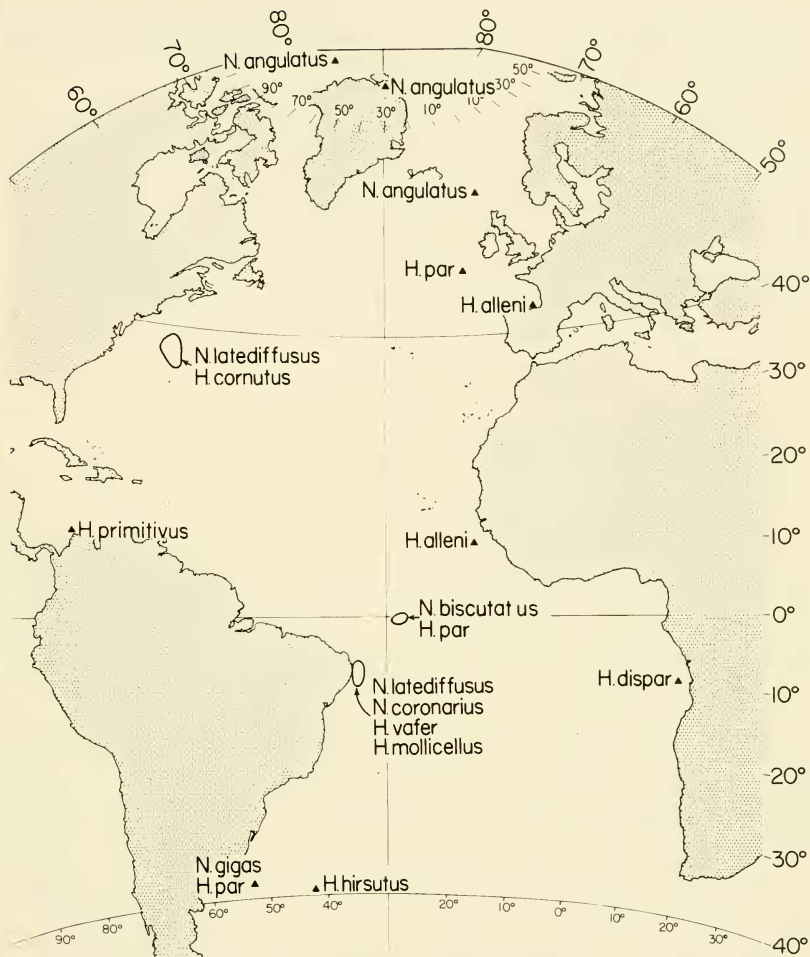 80°
80°
70°
N. angulatus
70°
60°
90°
N. angulatus
50°
60°
70°
50°
30°
10°
10°
30°
50°
N. angulatus
H. par
40°
H. alleni
N. latediffusus
30°
H. cornutus
20°
H. primitivus
H. alleni
10°
N. biscutatus
0°
H. par
H. dispar
N. latediffusus
10°
N. coronarius
H. vafer
H. mollicellus
20°
N. gigas
30°
H. par
H. hirsutus
90° 80° 60° 50° 40° 20° 10° 0° 10° 20° 30°
40°